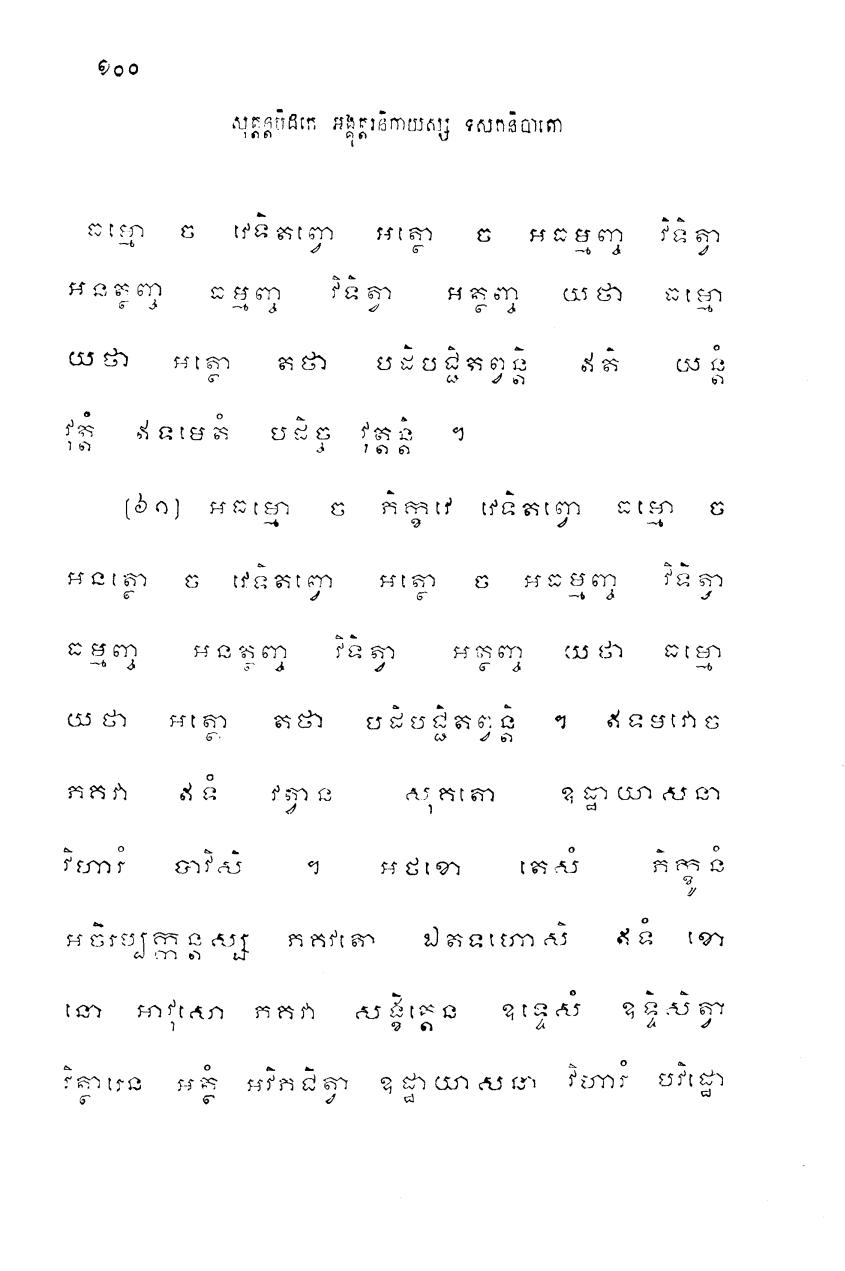 ១០០
សុត្តន្តបិដកេ អង្គុត្តរនិកាយស្ស ទសកនិបាតោ
ធម្មោ ច វេទិតព្វោ អត្ថោ ច អធម្មញ្ច វិទិត្វា
អនត្ថញ្ច ធម្មញ្ច វិទិត្វា អត្ថញ្ច យថា ធម្មោ
យថា អត្ថោ តថា បដិបជ្ជិតព្វន្តិ ឥតិ យន្តំ
វុត្តំ ឥទមេតំ បដិច្ច វុត្តន្តិ ។
(៦១) អធម្មោ ច ភិក្ខវេ វេទិតព្វោ ធម្មោ ច
អនត្ថោ ច វេទិតព្វោ អត្ថោ ច អធម្មញ្ច វិទិត្វា
ធម្មញ្ច អនត្ថញ្ច វិទិត្វា អត្ថញ្ច យថា ធម្មោ
យថា អត្ថោ តថា បដិបជ្ជិតព្វន្តិ ។ ឥទមវោច
ភគវា ឥទំ វត្វាន សុគតោ ឧដ្ឋាយាសនា
វិហារំ បាវិសិ ។ អថខោ តេសំ ភិក្ខូនំ
អចិរប្បក្កន្តស្ស ភគវតោ ឯតទហោសិ ឥទំ ខោ
នោ អាវុសោ ភគវា សង្ខិត្តេន ឧទ្ទេសំ ឧទ្ទិសិត្វា
វិត្ថារេន អត្ថំ អវិភជិត្វា ឧដ្ឋាយាសនា វិហារំ បវិដ្ឋោ